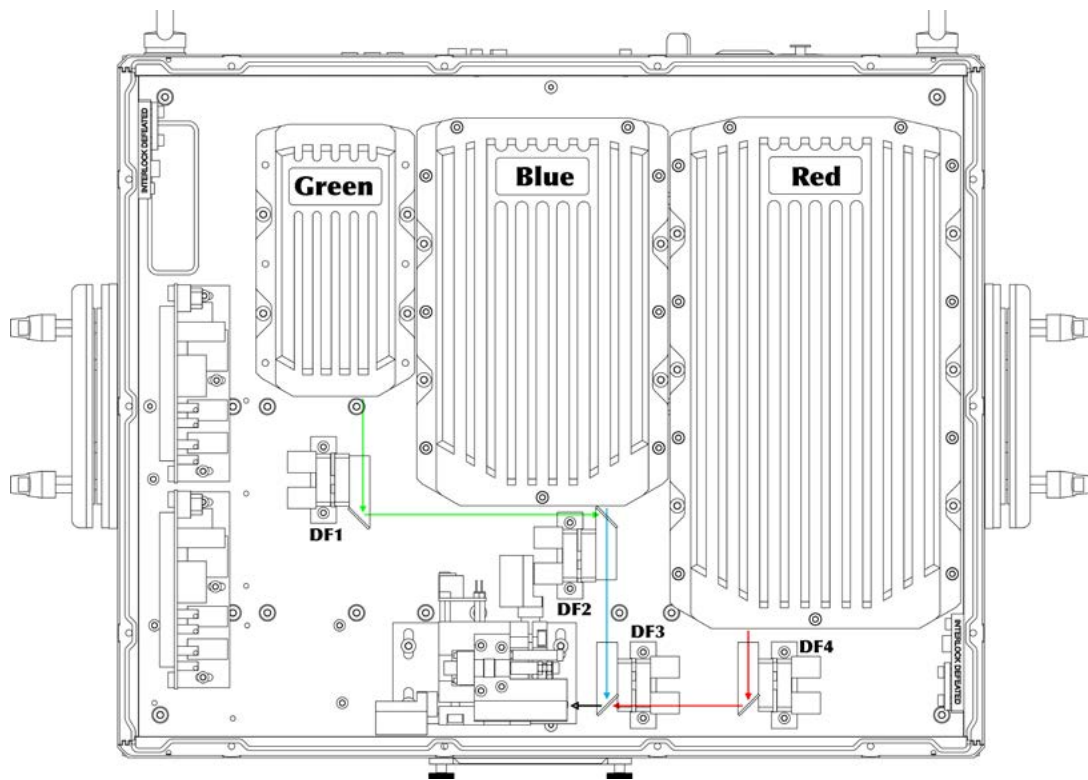 INTERLOCK DEFEATED
Green
Blue
Red
DF1
DF2
DF3
DF4
INTERLOCK DEFEATED